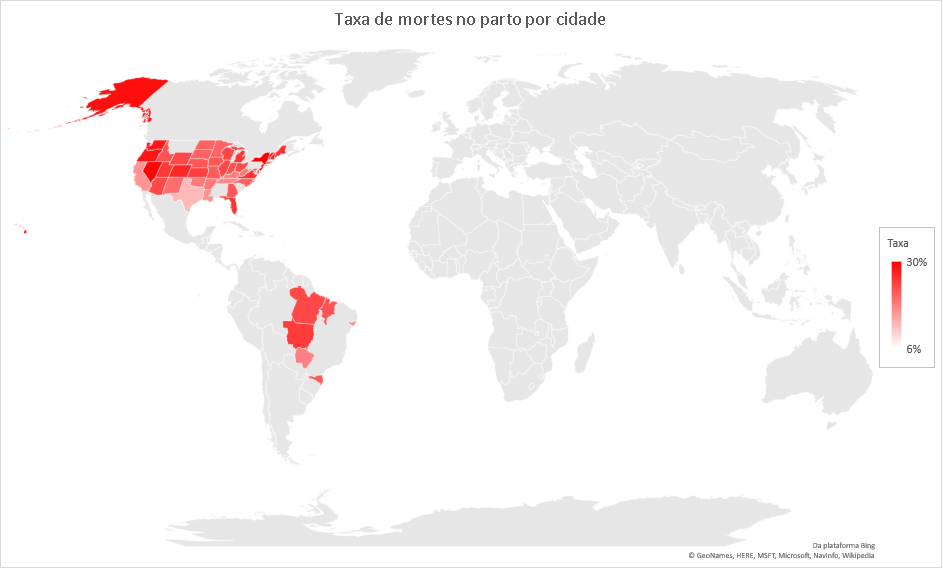 Taxa de mortes no parto por cidade
Taxa
30%
6%
Da plataforma Bing
© GeoNames, HERE, MSFT, Microsoft, Navinfo, Wikipedia